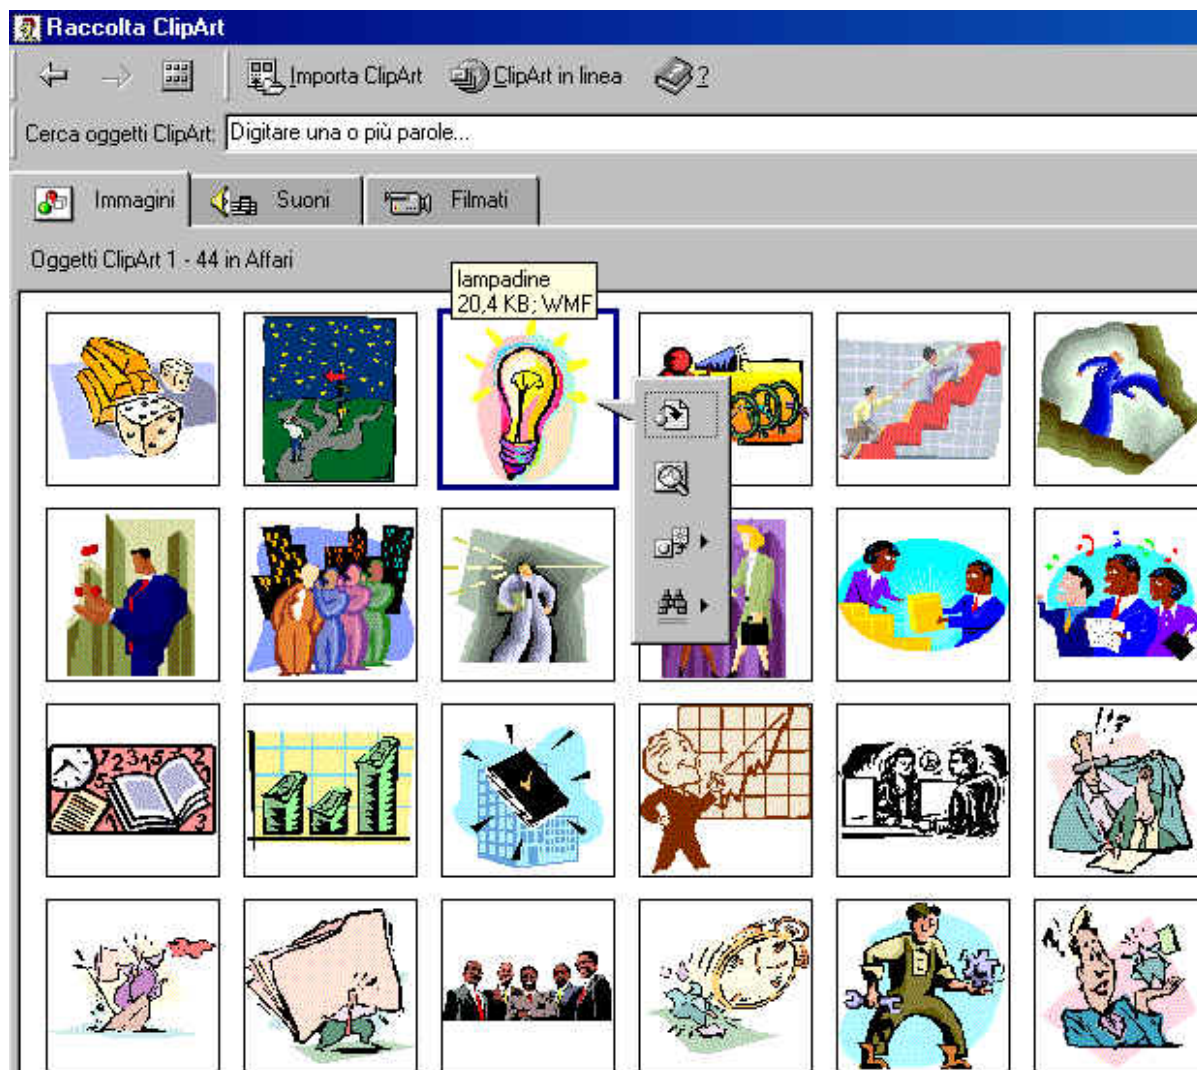 Raccolta ClipArt
Importa ClipArt ClipArt in linea ?
Cerca oggetti ClipArt: Digitare una o più parole...
Immagini Suoni Filmati
Oggetti ClipArt 1 - 44 in Affari
lampadine
20,4 KB; WMF